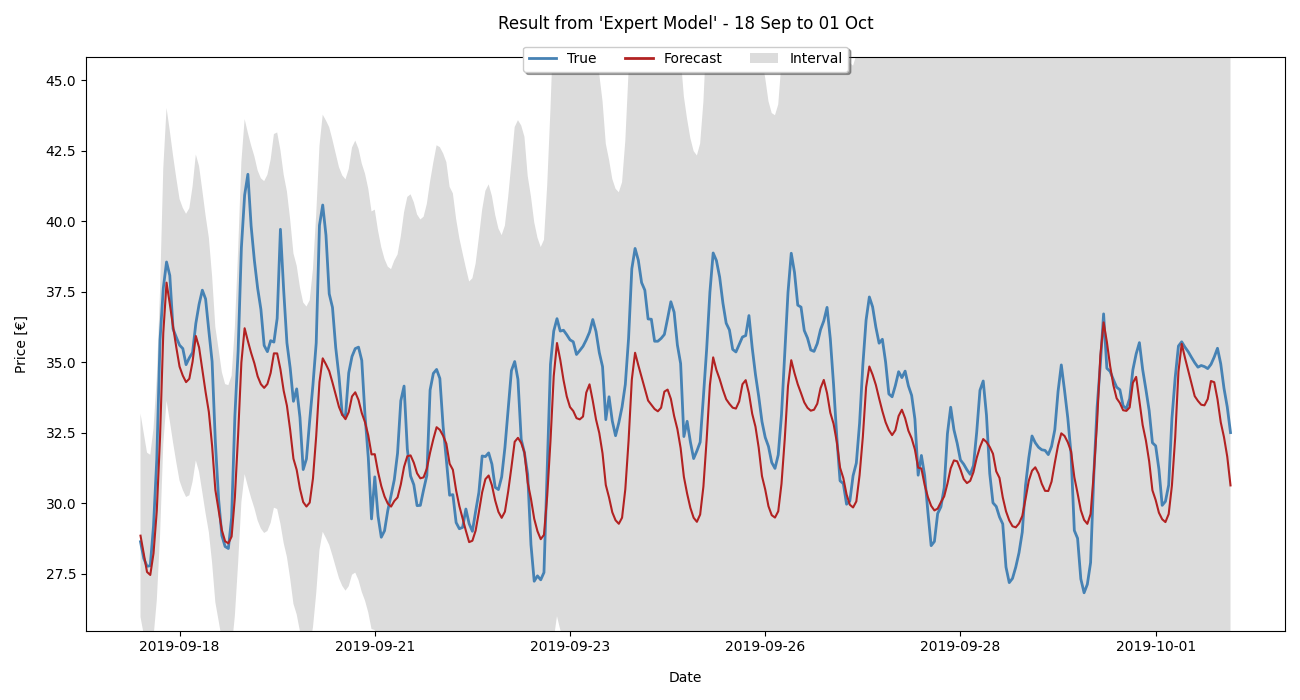 Result from 'Expert Model' - 18 Sep to 01 Oct
True Forecast Interval
45.0
42.5
40.0
37.5
35.0
32.5
30.0
27.5
Price [€]
2019-09-18 2019-09-21 2019-09-23 2019-09-26 2019-09-28 2019-10-01
Date